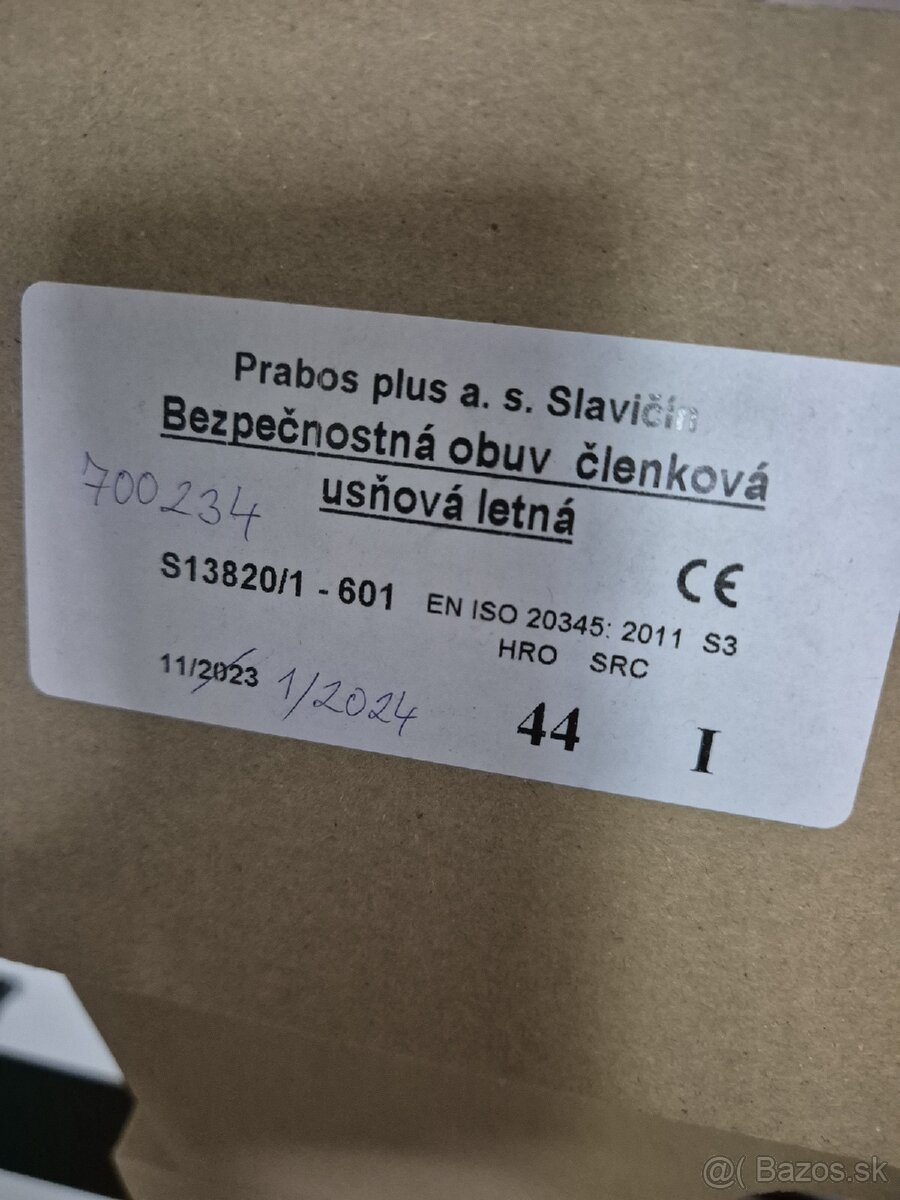 Prabos plus a. s. Slavičín
Bezpečnostná obuv členková
usňová letná
700234
S13820/1 - 601
CE
EN ISO 20345: 2011 S3
HRO SRC
11/2023 1/2024
44 I
@( Bazos.sk